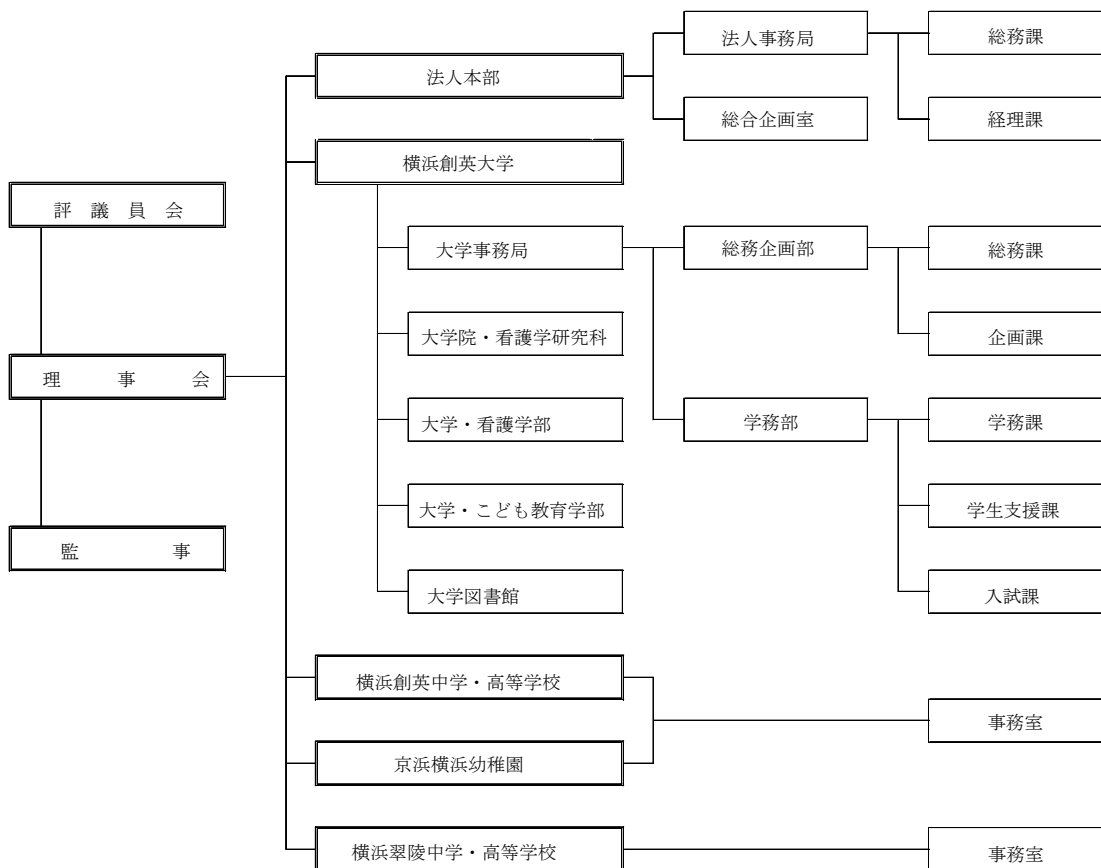 法人事務局
総務課
法人本部
総合企画室
経理課
横浜創英大学
評　議　員　会
大学事務局
総務企画部
総務課
大学院・看護学研究科
企画課
理　　事　　会
大学・看護学部
学務部
学務課
大学・こども教育学部
学生支援課
監　　　　事
大学図書館
入試課
横浜創英中学・高等学校
事務室
京浜横浜幼稚園
横浜翠陵中学・高等学校
事務室